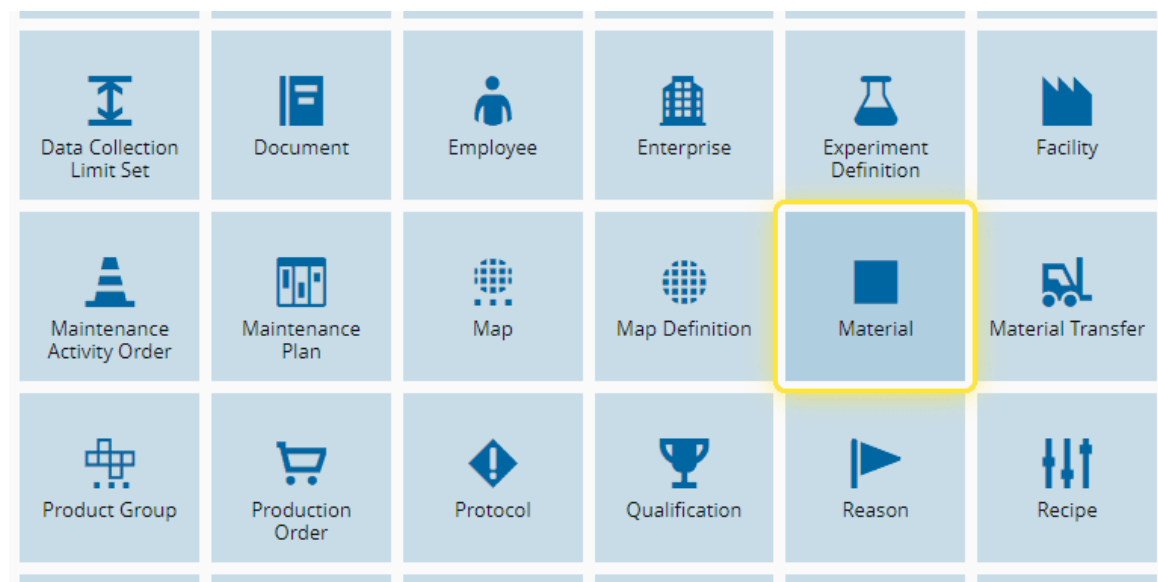 Data Collection
Limit Set
Document
Employee
Enterprise
Experiment
Definition
Facility
Maintenance
Activity Order
Maintenance
Plan
Map
Map Definition
Material
Material Transfer
Product Group
Production
Order
Protocol
Qualification
Reason
Recipe